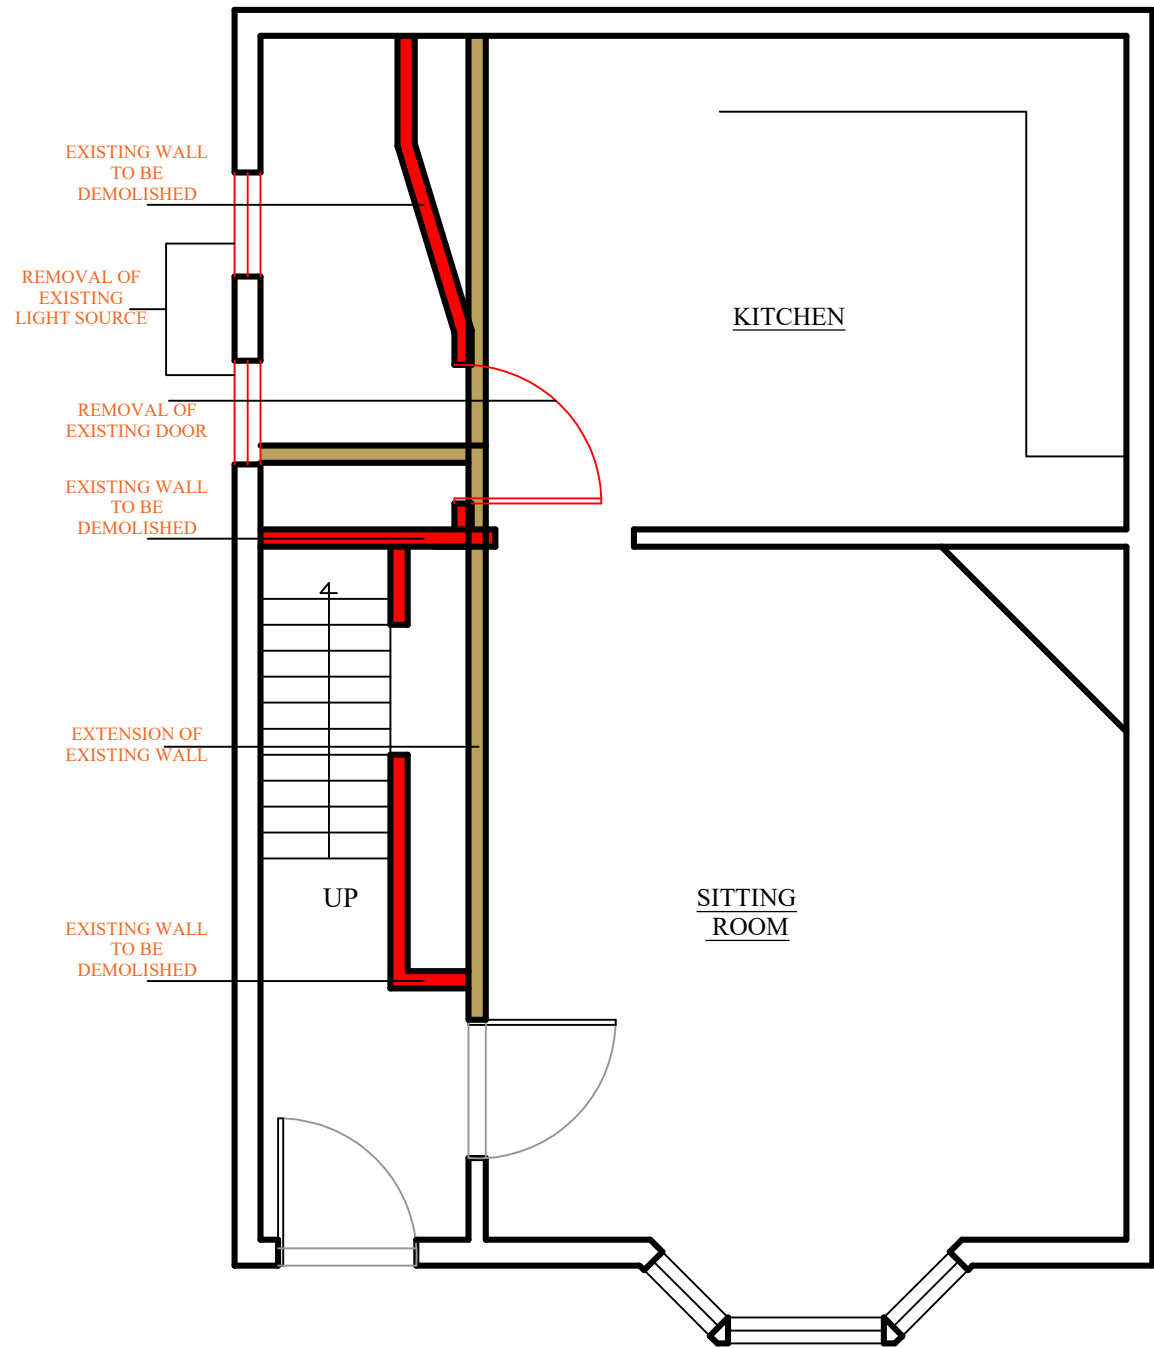 EXISTING WALL
TO BE
DEMOLISHED
REMOVAL OF
EXISTING
LIGHT SOURCE
KITCHEN
REMOVAL OF
EXISTING DOOR
EXISTING WALL
TO BE
DEMOLISHED
EXTENSION OF
EXISTING WALL
UP
SITTING
ROOM
EXISTING WALL
TO BE
DEMOLISHED